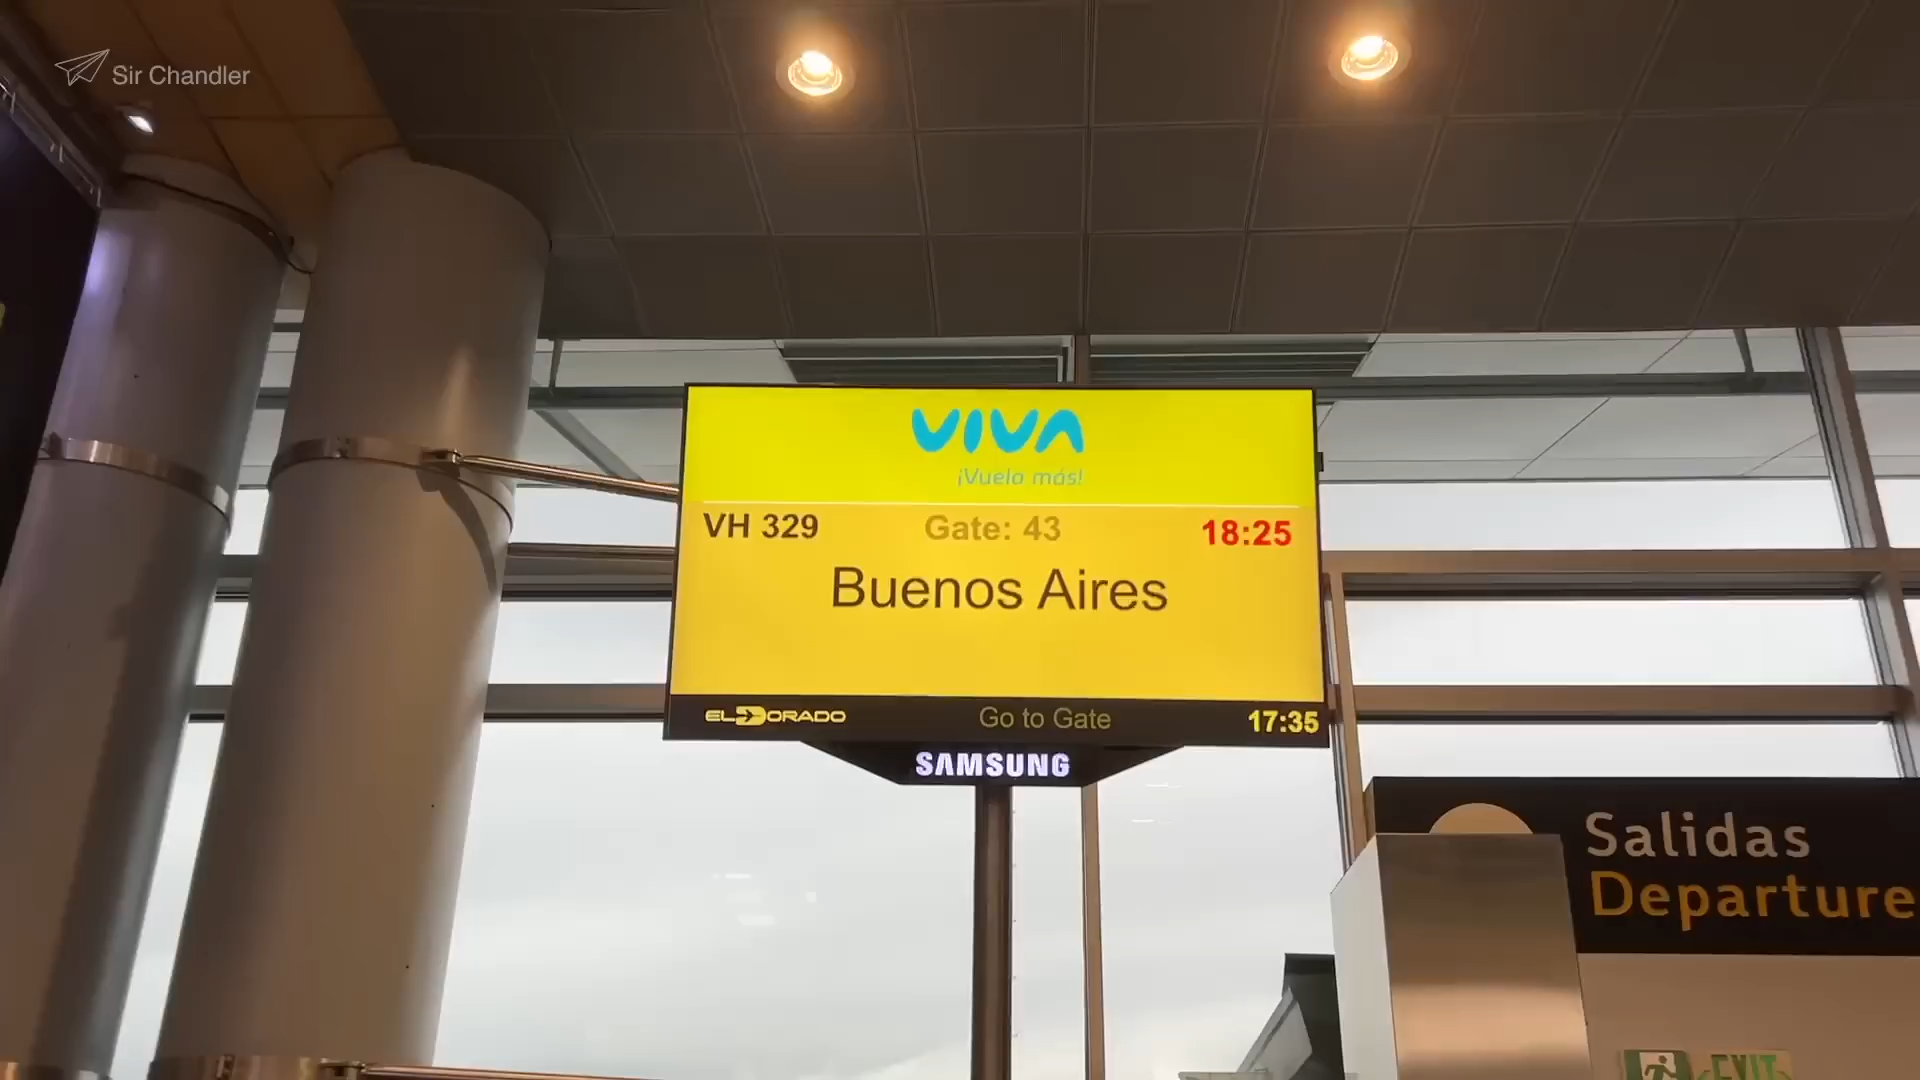 Sir Chandler
VIVA
¡Vuela más!
VH 329 Gate: 43 18:25
Buenos Aires
EL DORADO Go to Gate 17:35
SAMSUNG
Salidas
Departure
EXIT